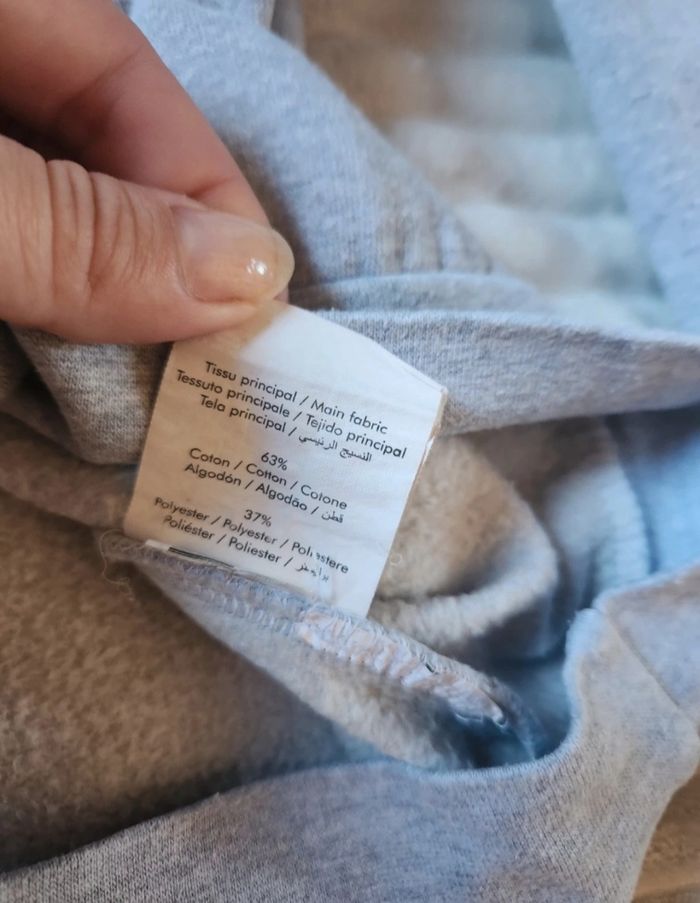 Tissu principal / Main fabric
Tessuto principale / Tejido principal
Tela principal / النسيج الرئيسي
63%
Coton / Cotton / Cotone
Algodón / Algodão / قطن
37%
Polyester / Polyester / Poliestere
Poliéster / Poliester /